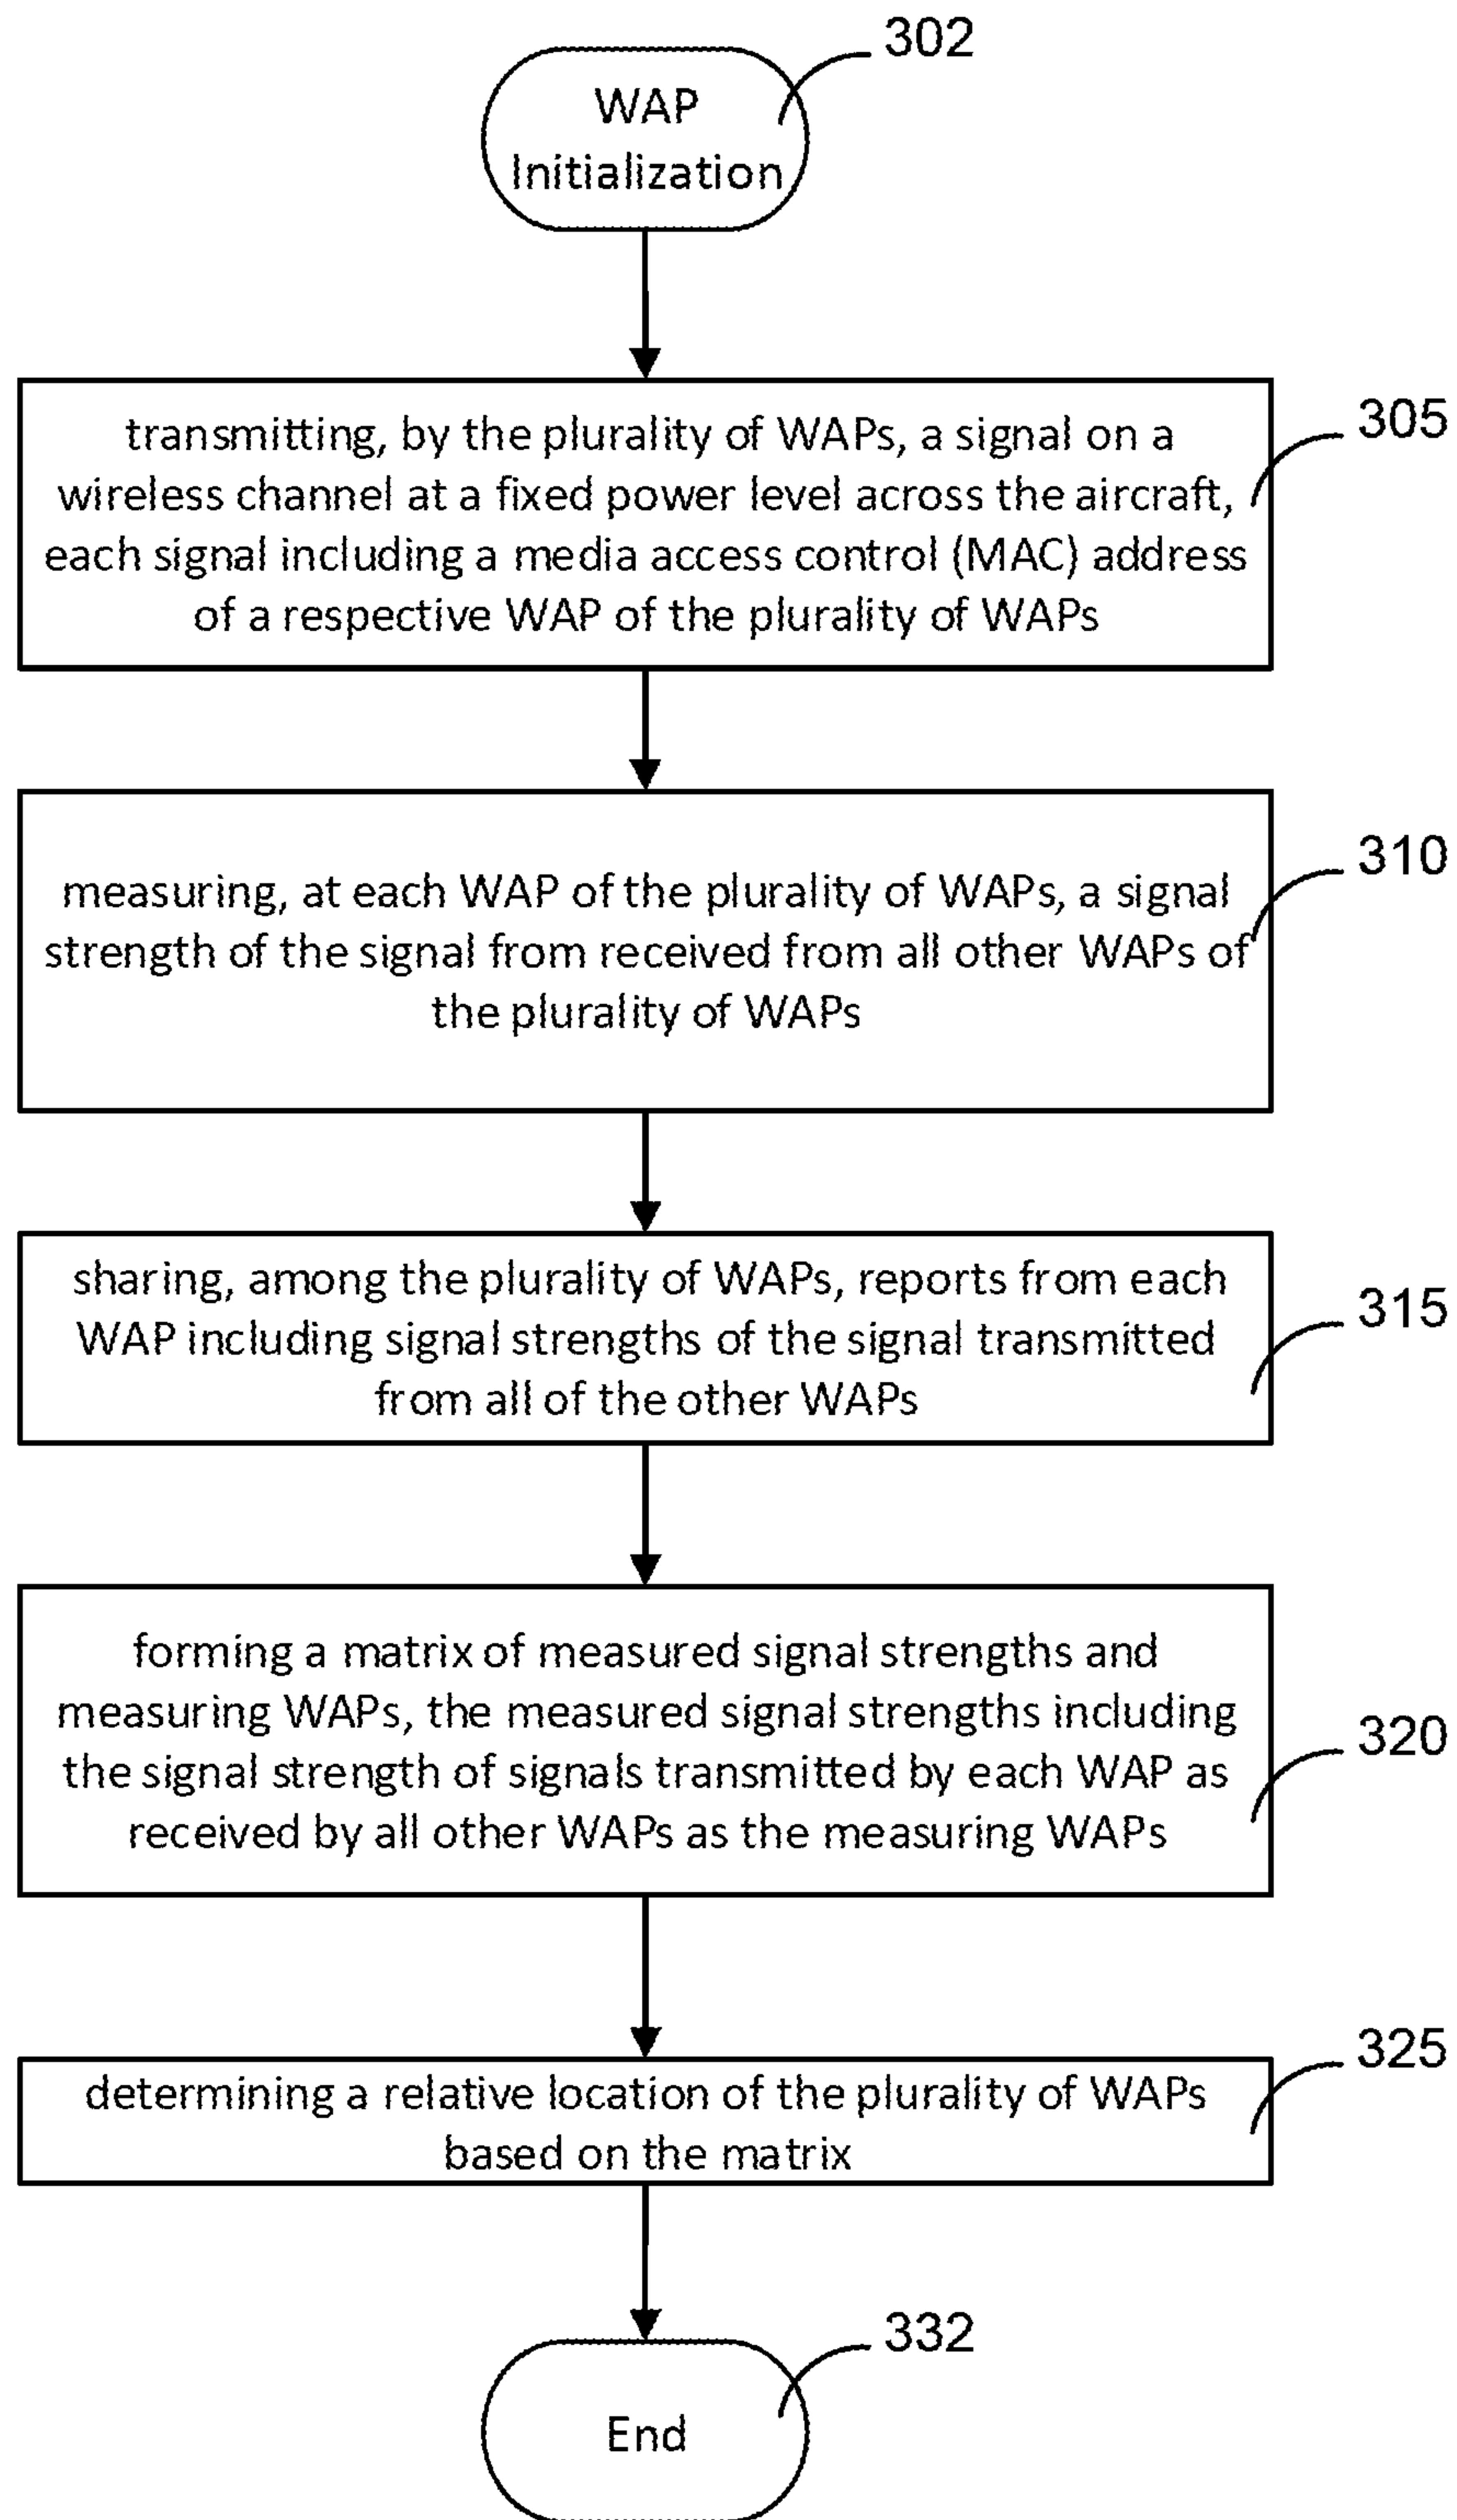 302
WAP
Initialization
305
transmitting, by the plurality of WAPs, a signal on a
wireless channel at a fixed power level across the aircraft,
each signal including a media access control (MAC) address
of a respective WAP of the plurality of WAPs
310
measuring, at each WAP of the plurality of WAPs, a signal
strength of the signal from received from all other WAPs of
the plurality of WAPs
315
sharing, among the plurality of WAPs, reports from each
WAP including signal strengths of the signal transmitted
from all of the other WAPs
320
forming a matrix of measured signal strengths and
measuring WAPs, the measured signal strengths including
the signal strength of signals transmitted by each WAP as
received by all other WAPs as the measuring WAPs
325
determining a relative location of the plurality of WAPs
based on the matrix
332
End